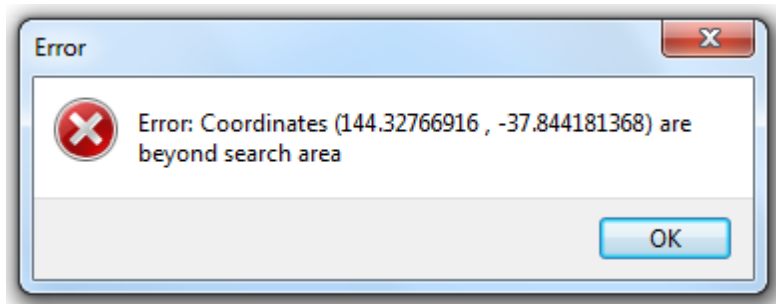 Error
Error: Coordinates (144.32766916 , -37.844181368) are
beyond search area
OK